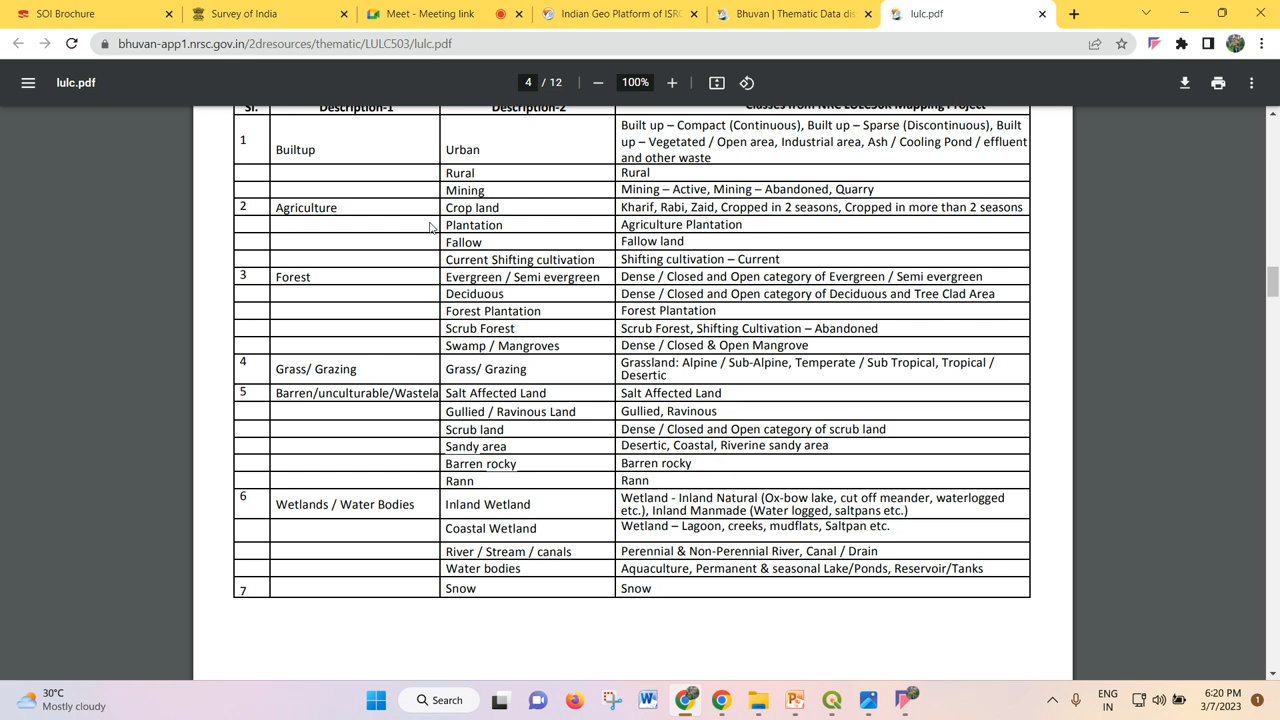 SOI Brochure
Survey of India
Meet - Meeting link
Indian Geo Platform of ISRO
Bhuvan | Thematic Data dis
lulc.pdf
bhuvan-app1.nrsc.gov.in/2dresources/thematic/LULC503/lulc.pdf
lulc.pdf
4 / 12
100%
Sl. Description-1 Description-2 Classes from NRC LULC50K Mapping Project
1 Builtup Urban Built up – Compact (Continuous), Built up – Sparse (Discontinuous), Built
up – Vegetated / Open area, Industrial area, Ash / Cooling Pond / effluent
and other waste
Rural Rural
Mining Mining – Active, Mining – Abandoned, Quarry
2 Agriculture Crop land Kharif, Rabi, Zaid, Cropped in 2 seasons, Cropped in more than 2 seasons
Plantation Agriculture Plantation
Fallow Fallow land
Current Shifting cultivation Shifting cultivation – Current
3 Forest Evergreen / Semi evergreen Dense / Closed and Open category of Evergreen / Semi evergreen
Deciduous Dense / Closed and Open category of Deciduous and Tree Clad Area
Forest Plantation Forest Plantation
Scrub Forest Scrub Forest, Shifting Cultivation – Abandoned
Swamp / Mangroves Dense / Closed & Open Mangrove
4 Grass/ Grazing Grass/ Grazing Grassland: Alpine / Sub-Alpine, Temperate / Sub Tropical, Tropical /
Desertic
5 Barren/unculturable/Wastela Salt Affected Land Salt Affected Land
Gullied / Ravinous Land Gullied, Ravinous
Scrub land Dense / Closed and Open category of scrub land
Sandy area Desertic, Coastal, Riverine sandy area
Barren rocky Barren rocky
Rann Rann
6 Wetlands / Water Bodies Inland Wetland Wetland - Inland Natural (Ox-bow lake, cut off meander, waterlogged
etc.), Inland Manmade (Water logged, saltpans etc.)
Coastal Wetland Wetland – Lagoon, creeks, mudflats, Saltpan etc.
River / Stream / canals Perennial & Non-Perennial River, Canal / Drain
Water bodies Aquaculture, Permanent & seasonal Lake/Ponds, Reservoir/Tanks
7 Snow Snow
30°C
Mostly cloudy
Search
ENG
IN
6:20 PM
3/7/2023
1